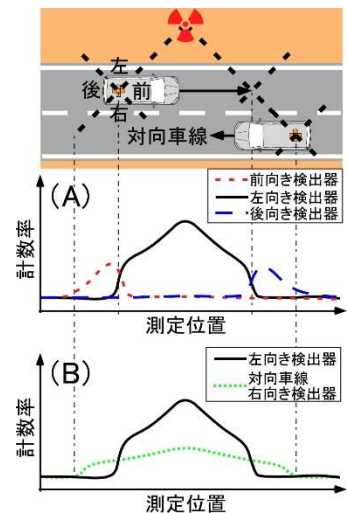 左
後 前
右
対向車線
(A)
前向き検出器
左向き検出器
後向き検出器
計数率
測定位置
(B)
左向き検出器
対向車線
右向き検出器
計数率
測定位置